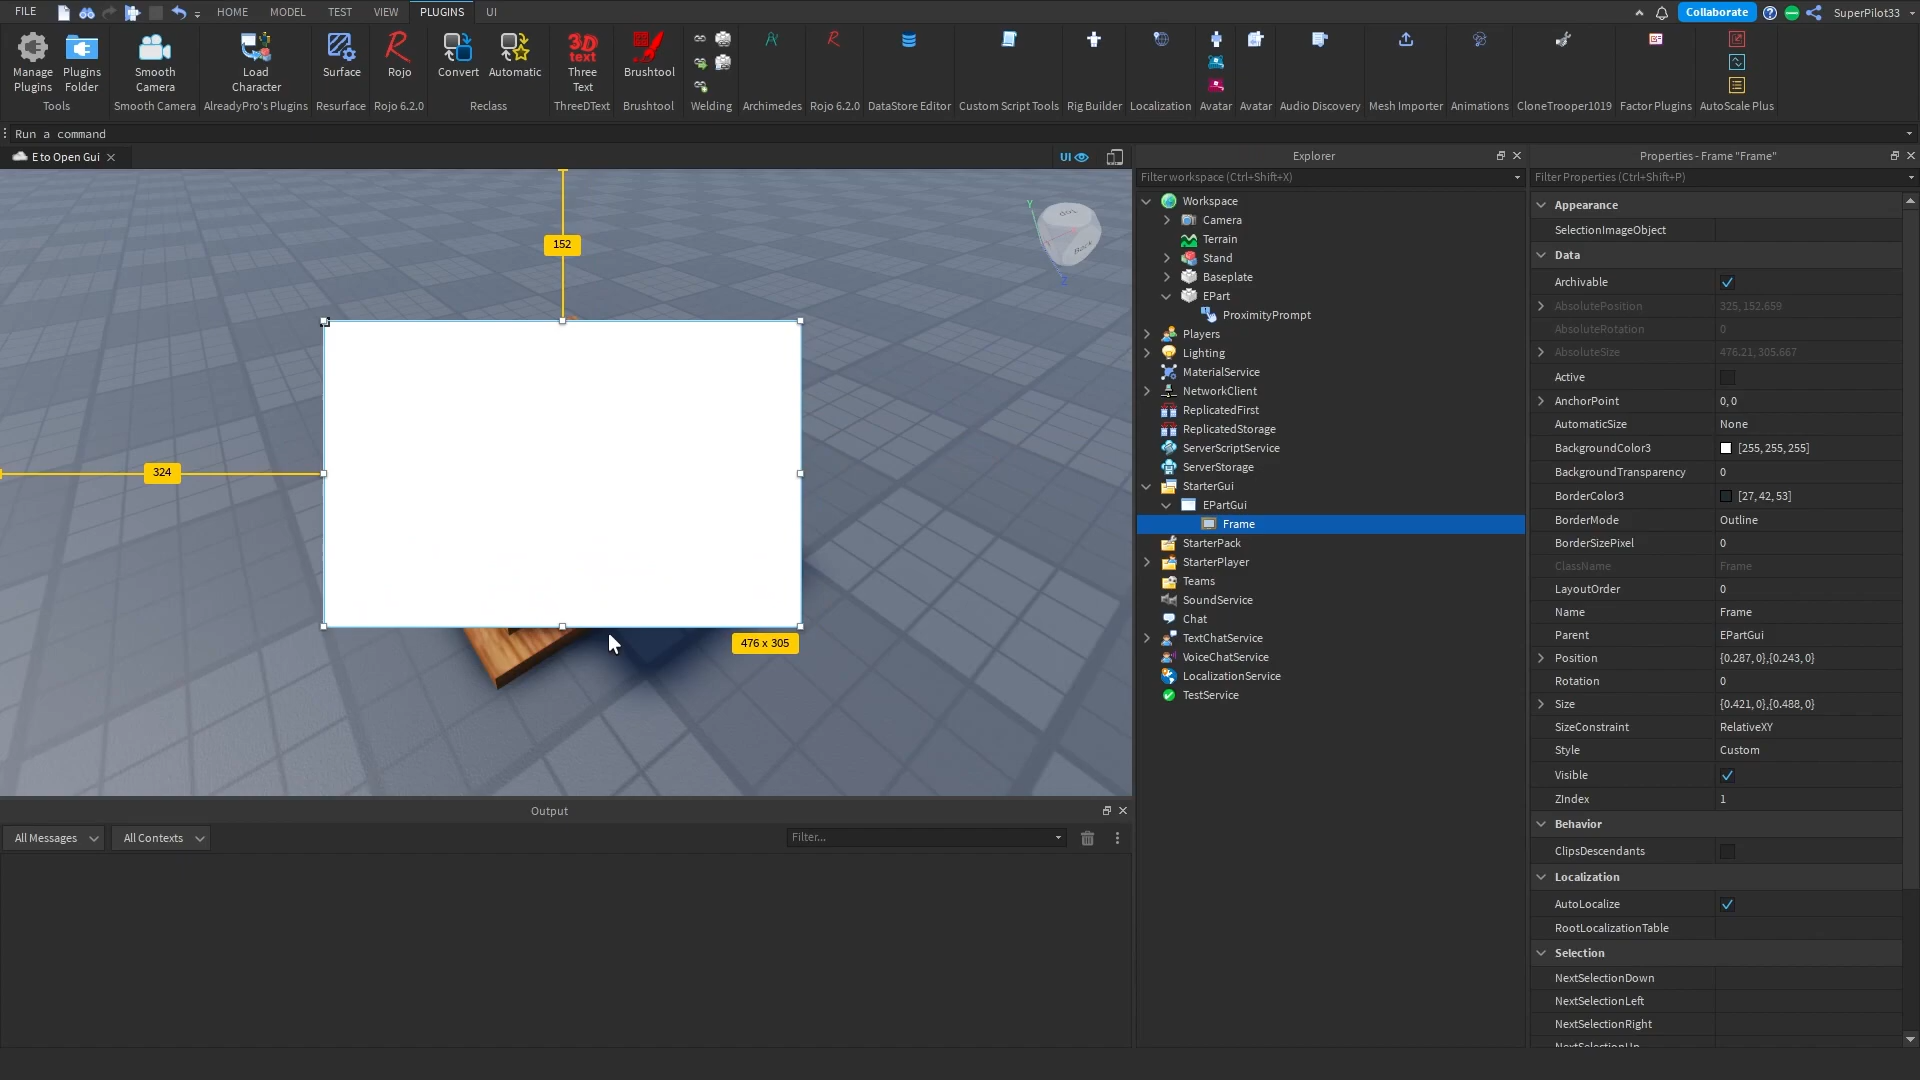 FILE HOME MODEL TEST VIEW PLUGINS UI Collaborate SuperPilot33
Manage Plugins Plugins Folder Smooth Camera Load Character Surface Rojo Convert Automatic 3D text Three Text Brushtool
Tools Smooth Camera AlreadyPro's Plugins Resurface Rojo 6.2.0 Reclass ThreeDText Brushtool Welding Archimedes Rojo 6.2.0 DataStore Editor Custom Script Tools Rig Builder Localization Avatar Avatar Audio Discovery Mesh Importer Animations CloneTrooper1019 Factor Plugins AutoScale Plus
Run a command
E to Open Gui
UI
152
324
476 x 305
Y
Z
Top
Back
Output
All Messages All Contexts Filter...
Explorer
Filter workspace (Ctrl+Shift+X)
Workspace
Camera
Terrain
Stand
Baseplate
EPart
ProximityPrompt
Players
Lighting
MaterialService
NetworkClient
ReplicatedFirst
ReplicatedStorage
ServerScriptService
ServerStorage
StarterGui
EPartGui
Frame
StarterPack
StarterPlayer
Teams
SoundService
Chat
TextChatService
VoiceChatService
LocalizationService
TestService
Properties - Frame "Frame"
Filter Properties (Ctrl+Shift+P)
Appearance
SelectionImageObject
Data
Archivable
AbsolutePosition 325, 152.659
AbsoluteRotation 0
AbsoluteSize 476.21, 305.667
Active
AnchorPoint 0, 0
AutomaticSize None
BackgroundColor3 [255, 255, 255]
BackgroundTransparency 0
BorderColor3 [27, 42, 53]
BorderMode Outline
BorderSizePixel 0
ClassName Frame
LayoutOrder 0
Name Frame
Parent EPartGui
Position {0.287, 0},{0.243, 0}
Rotation 0
Size {0.421, 0},{0.488, 0}
SizeConstraint RelativeXY
Style Custom
Visible
ZIndex 1
Behavior
ClipsDescendants
Localization
AutoLocalize
RootLocalizationTable
Selection
NextSelectionDown
NextSelectionLeft
NextSelectionRight
NextSelectionUp